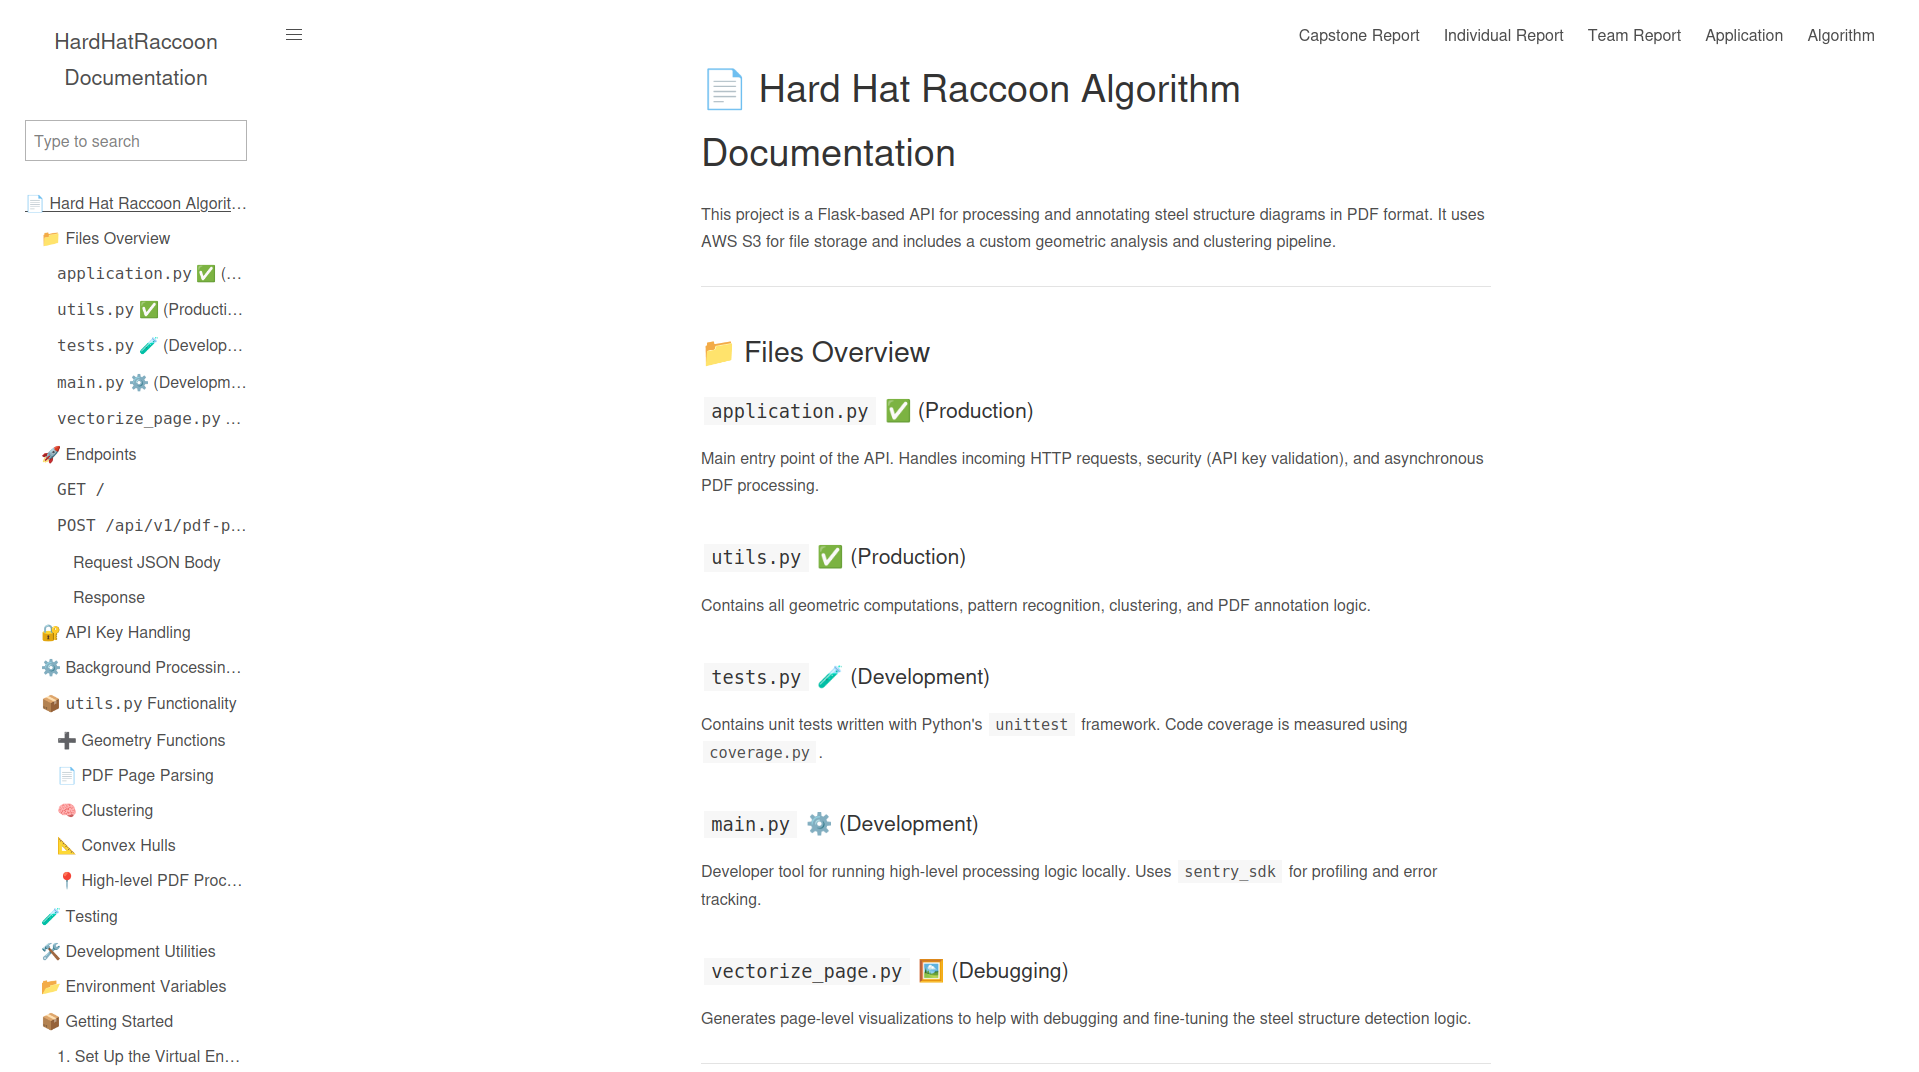 HardHatRaccoon
Documentation
Type to search
📄 Hard Hat Raccoon Algorit…
📁 Files Overview
application.py ✅ (…
utils.py ✅ (Producti…
tests.py 🧪 (Develop…
main.py ⚙️ (Developm…
vectorize_page.py …
🚀 Endpoints
GET /
POST /api/v1/pdf-p…
Request JSON Body
Response
🔐 API Key Handling
⚙️ Background Processin…
📦 utils.py Functionality
➕ Geometry Functions
📄 PDF Page Parsing
🧠 Clustering
📐 Convex Hulls
📍 High-level PDF Proc…
🧪 Testing
🛠️ Development Utilities
📂 Environment Variables
📦 Getting Started
1. Set Up the Virtual En…
Capstone Report Individual Report Team Report Application Algorithm
📄 Hard Hat Raccoon Algorithm
Documentation
This project is a Flask-based API for processing and annotating steel structure diagrams in PDF format. It uses
AWS S3 for file storage and includes a custom geometric analysis and clustering pipeline.
📁 Files Overview
application.py ✅ (Production)
Main entry point of the API. Handles incoming HTTP requests, security (API key validation), and asynchronous
PDF processing.
utils.py ✅ (Production)
Contains all geometric computations, pattern recognition, clustering, and PDF annotation logic.
tests.py 🧪 (Development)
Contains unit tests written with Python's unittest framework. Code coverage is measured using
coverage.py.
main.py ⚙️ (Development)
Developer tool for running high-level processing logic locally. Uses sentry_sdk for profiling and error
tracking.
vectorize_page.py 🖼️ (Debugging)
Generates page-level visualizations to help with debugging and fine-tuning the steel structure detection logic.